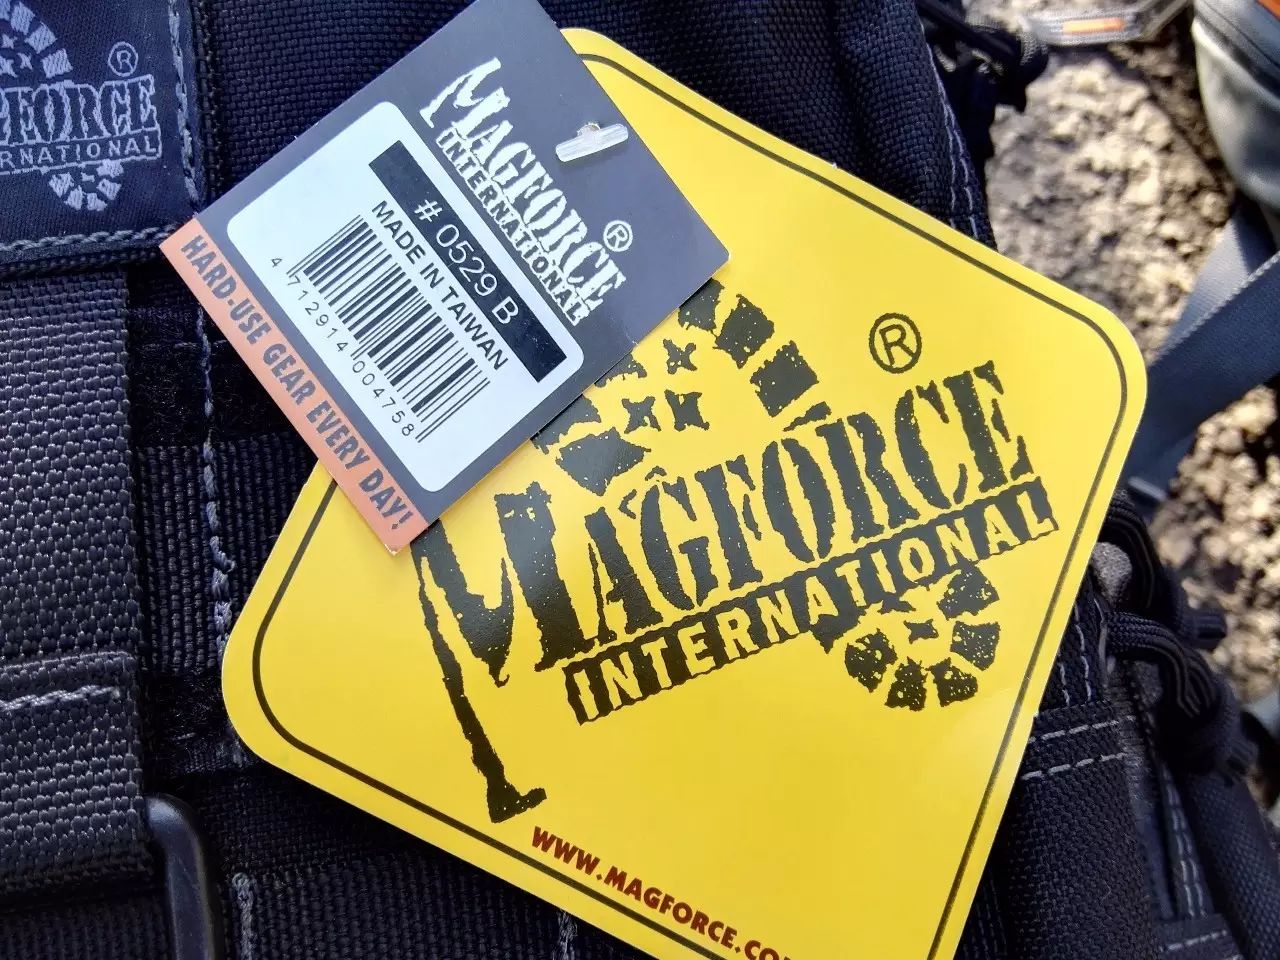 ®
INTERNATIONAL
MAGFORCE®
INTERNATIONAL
# 0529 B
MADE IN TAIWAN
4 712914 004758
HARD-USE GEAR EVERY DAY!
®
MAGFORCE
INTERNATIONAL
WWW.MAGFORCE.CO